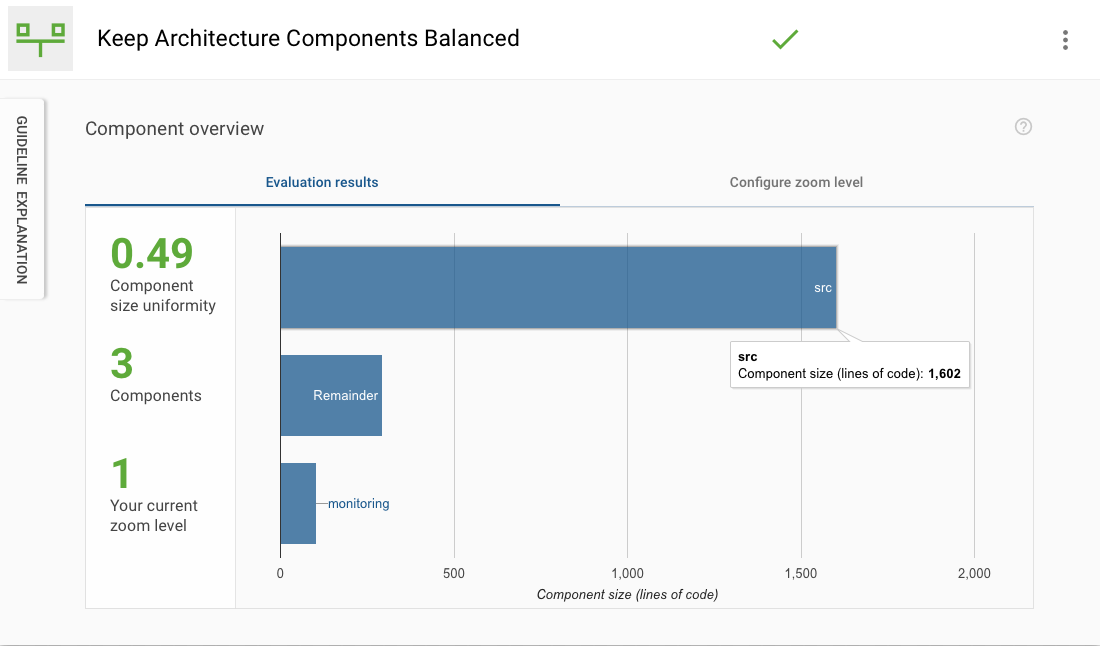 Keep Architecture Components Balanced
GUIDELINE EXPLANATION
Component overview
?
Evaluation results
Configure zoom level
0.49
Component
size uniformity
3
Components
1
Your current
zoom level
src
src
Component size (lines of code): 1,602
Remainder
monitoring
0
500
1,000
1,500
2,000
Component size (lines of code)